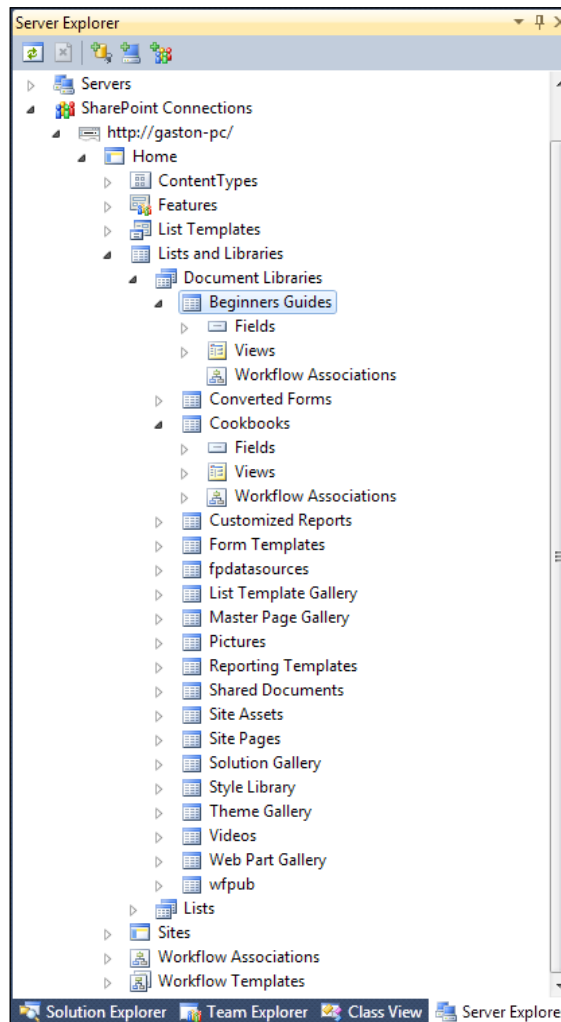 Server Explorer
Servers
SharePoint Connections
http://gaston-pc/
Home
ContentTypes
Features
List Templates
Lists and Libraries
Document Libraries
Beginners Guides
Fields
Views
Workflow Associations
Converted Forms
Cookbooks
Fields
Views
Workflow Associations
Customized Reports
Form Templates
fpdatasources
List Template Gallery
Master Page Gallery
Pictures
Reporting Templates
Shared Documents
Site Assets
Site Pages
Solution Gallery
Style Library
Theme Gallery
Videos
Web Part Gallery
wfpub
Lists
Sites
Workflow Associations
Workflow Templates
Solution Explorer Team Explorer Class View Server Explore